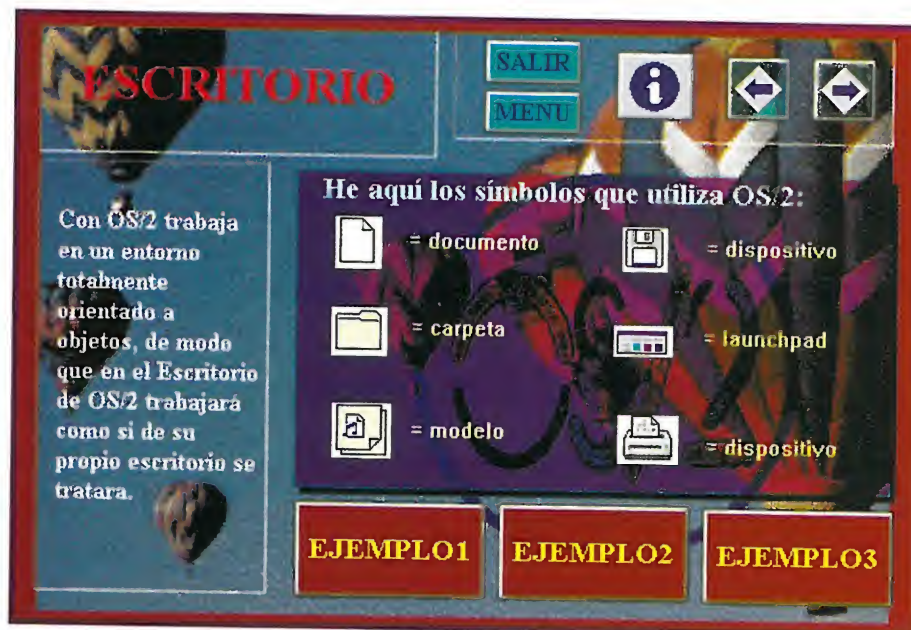 ESCRITORIO
SALIR
MENU
Con OS/2 trabaja
en un entorno
totalmente
orientado a
objetos, de modo
que en el Escritorio
de OS/2 trabajará
como si de su
propio escritorio se
tratara.
He aquí los símbolos que utiliza OS/2:
= documento
= dispositivo
= carpeta
= launchpad
= modelo
= dispositivo
EJEMPLO1
EJEMPLO2
EJEMPLO3